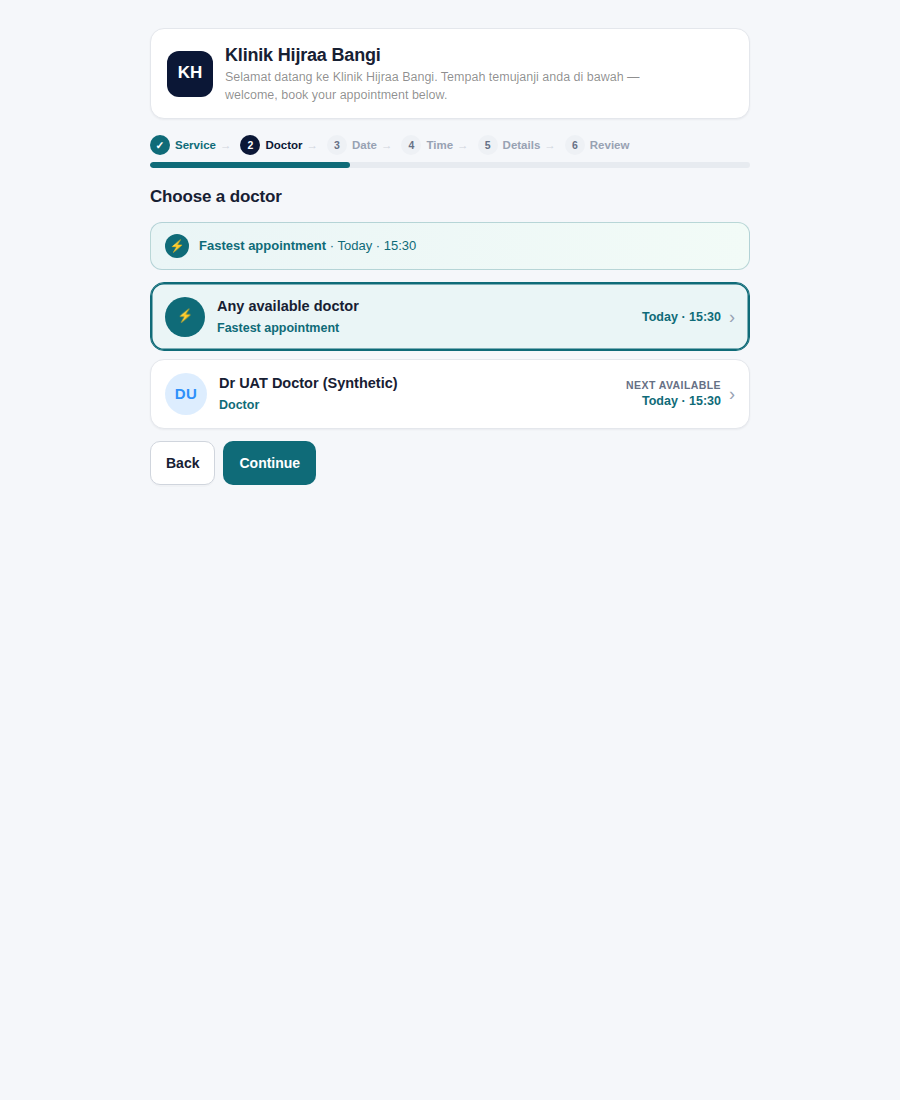 KH
Klinik Hijraa Bangi
Selamat datang ke Klinik Hijraa Bangi. Tempah temujanji anda di bawah —
welcome, book your appointment below.
✓ Service → 2 Doctor → 3 Date → 4 Time → 5 Details → 6 Review
Choose a doctor
⚡ Fastest appointment · Today · 15:30
⚡ Any available doctor
Fastest appointment
Today · 15:30 ›
DU
Dr UAT Doctor (Synthetic)
Doctor
NEXT AVAILABLE
Today · 15:30 ›
Back Continue